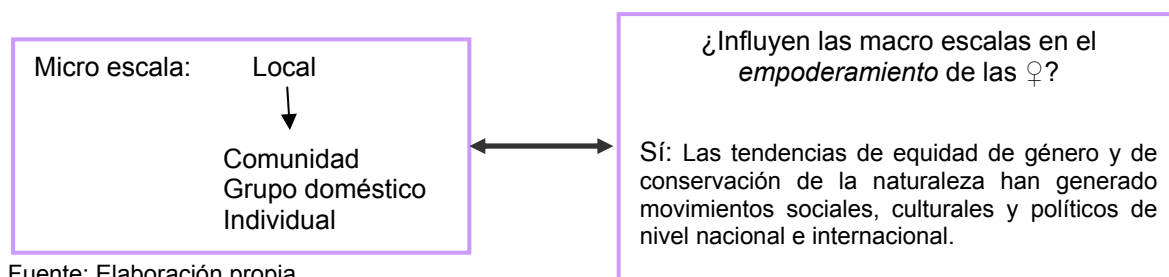 Micro escala: Local
Comunidad
Grupo doméstico
Individual
¿Influyen las macro escalas en el
empoderamiento de las ♀?
Sí: Las tendencias de equidad de género y de
conservación de la naturaleza han generado
movimientos sociales, culturales y políticos de
nivel nacional e internacional.
Fuente: Elaboración propia